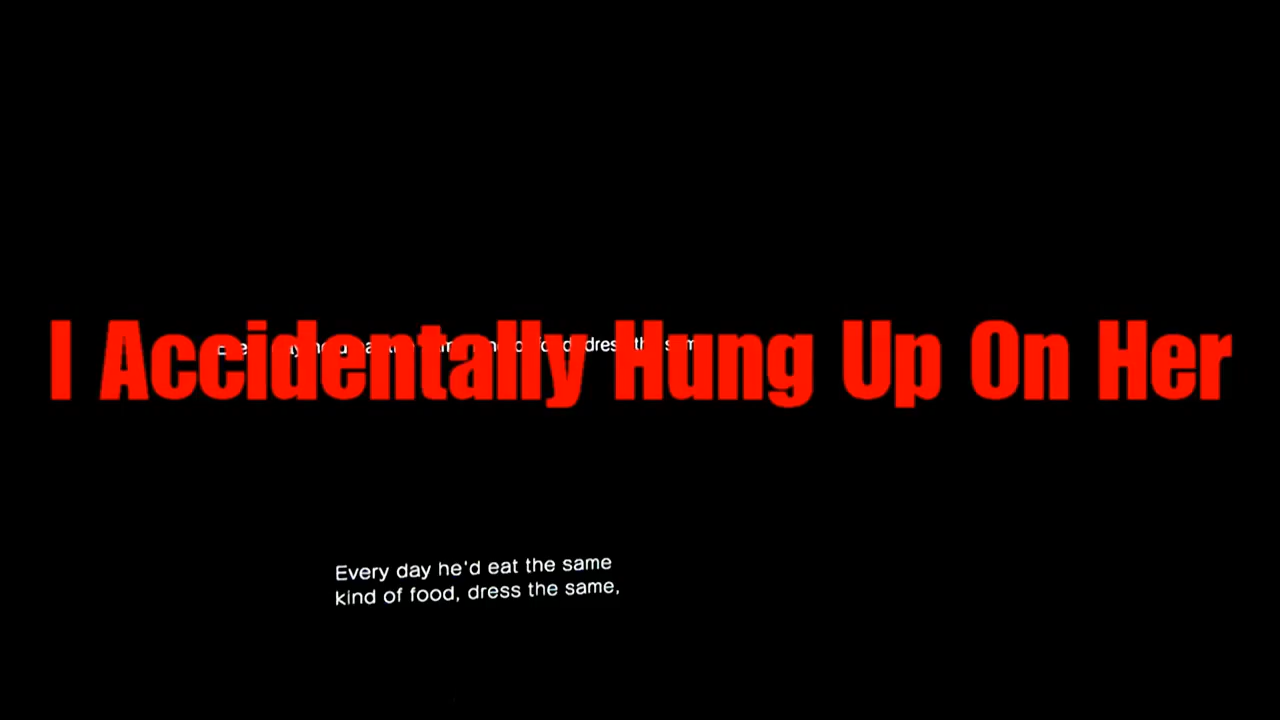 I Accidentally Hung Up On Her
Every day he'd eat the same
kind of food, dress the same,